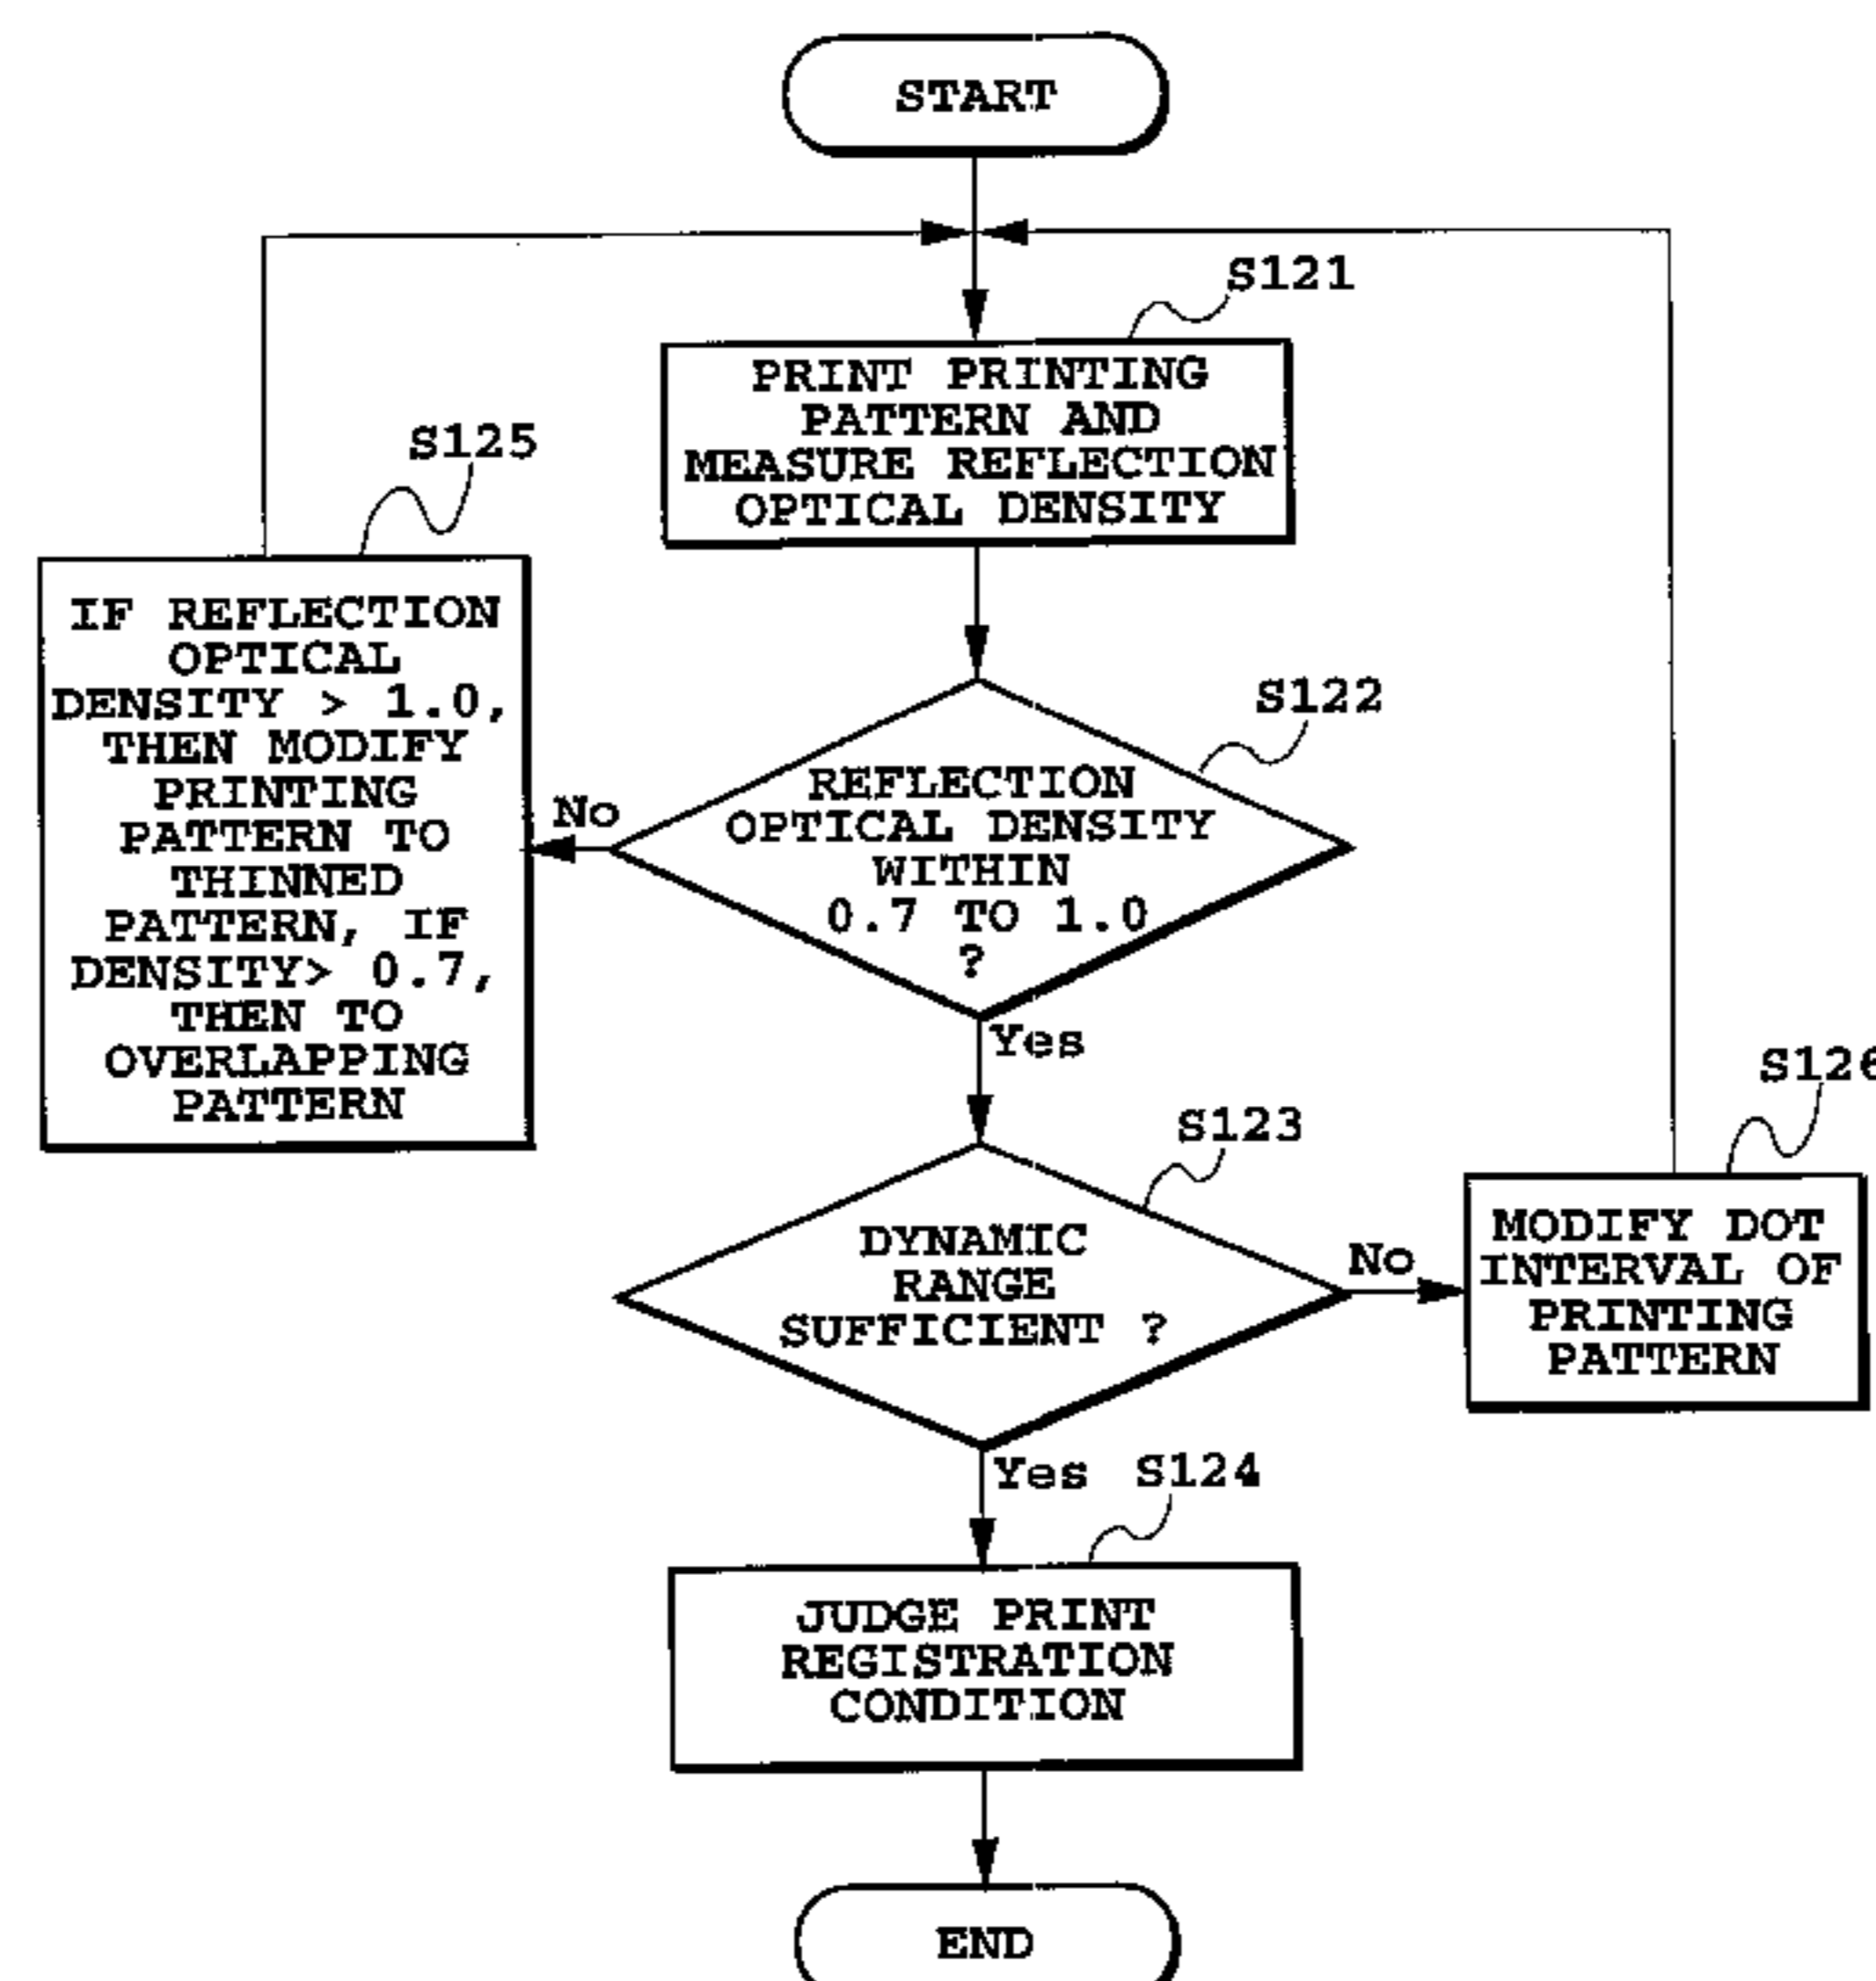 START
S121
PRINT PRINTING
PATTERN AND
MEASURE REFLECTION
OPTICAL DENSITY
S125
IF REFLECTION
OPTICAL
DENSITY > 1.0,
THEN MODIFY
PRINTING
PATTERN TO
THINNED
PATTERN, IF
DENSITY> 0.7,
THEN TO
OVERLAPPING
PATTERN
No
S122
REFLECTION
OPTICAL DENSITY
WITHIN
0.7 TO 1.0
?
Yes
S123
DYNAMIC
RANGE
SUFFICIENT ?
No
S126
MODIFY DOT
INTERVAL OF
PRINTING
PATTERN
Yes
S124
JUDGE PRINT
REGISTRATION
CONDITION
END